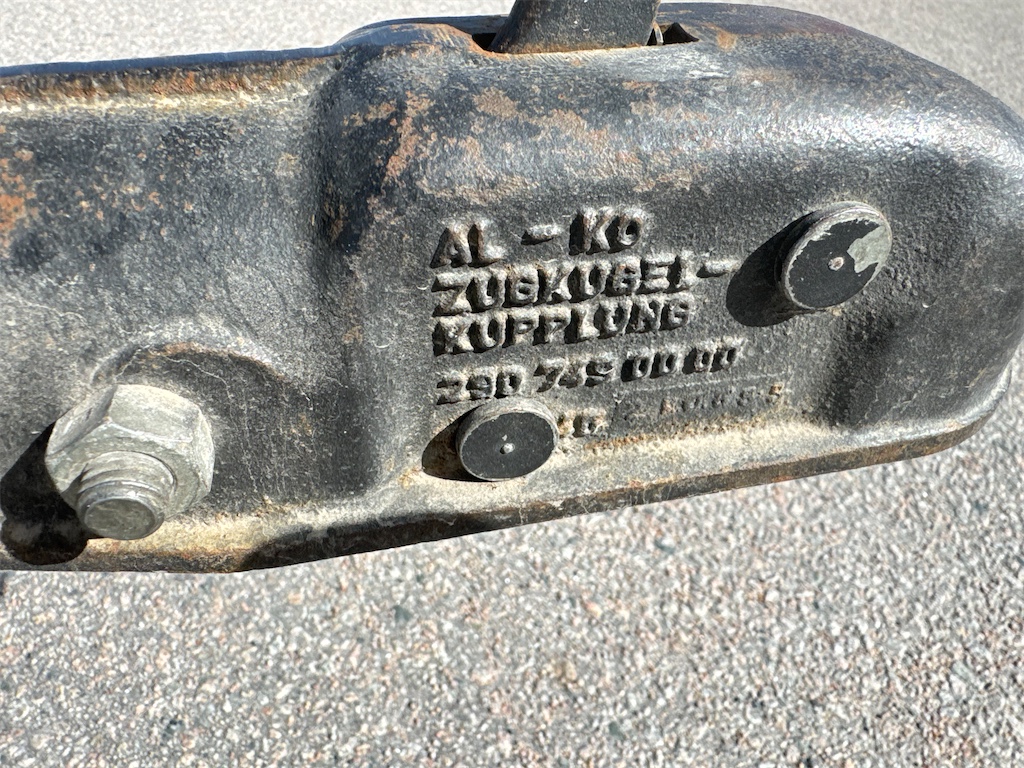 AL-KO
ZUGKUGEL-
KUPPLUNG
290 749 00 00